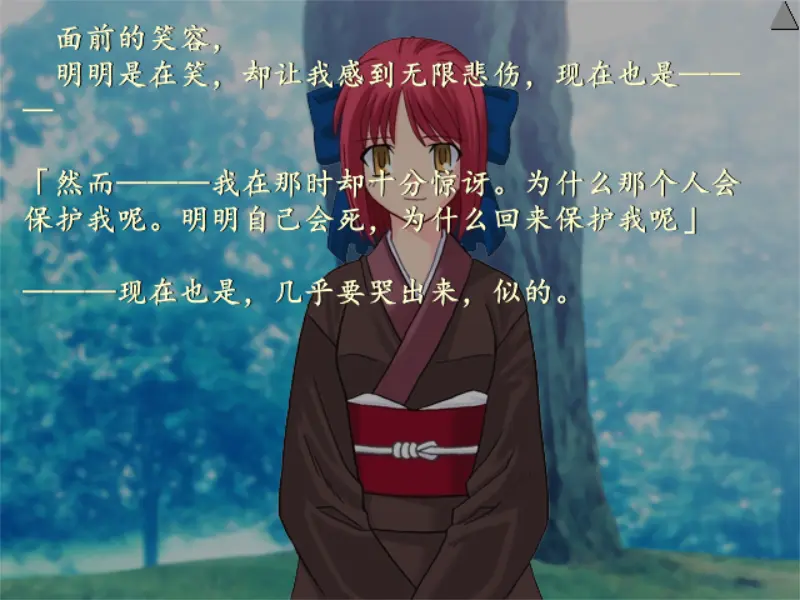 面前的笑容，
明明是在笑，却让我感到无限悲伤，现在也是——
—
「然而———我在那时却十分惊讶。为什么那个人会
保护我呢。明明自己会死，为什么回来保护我呢」
———现在也是，几乎要哭出来，似的。